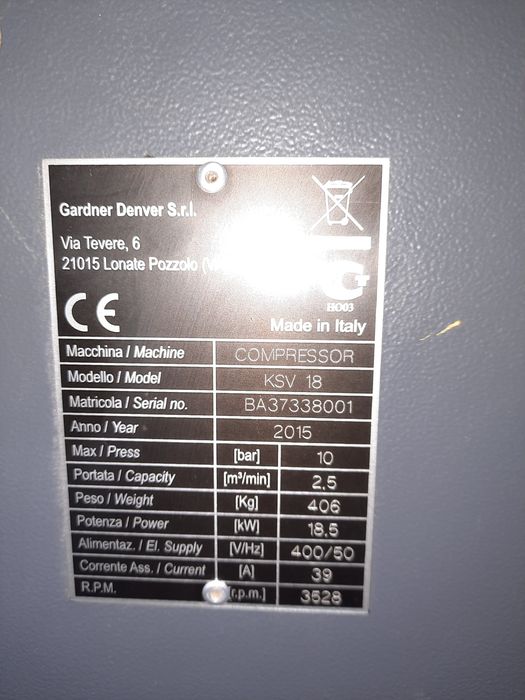 Gardner Denver S.r.l.
Via Tevere, 6
21015 Lonate Pozzolo
CE
HO03
Made in Italy
Macchina / Machine COMPRESSOR
Modello / Model KSV 18
Matricola / Serial no. BA37338001
Anno / Year 2015
Max / Press [bar] 10
Portata / Capacity [m³/min] 2.5
Peso / Weight [Kg] 406
Potenza / Power [kW] 18.5
Alimentaz. / El. Supply [V/Hz] 400/50
Corrente Ass. / Current [A] 39
R.P.M. [r.p.m.] 3528